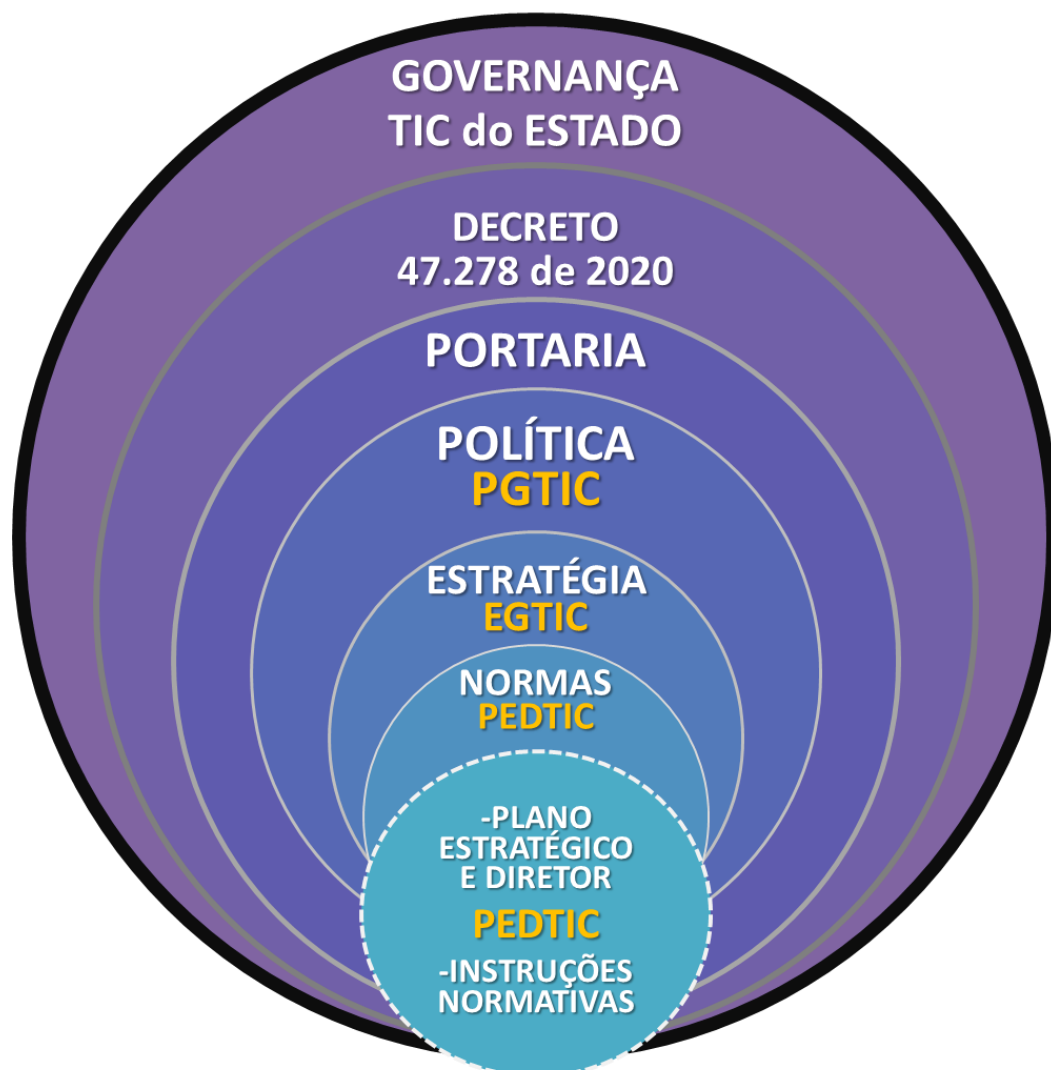 GOVERNANÇA
TIC do ESTADO
DECRETO
47.278 de 2020
PORTARIA
POLÍTICA
PGTIC
ESTRATÉGIA
EGTIC
NORMAS
PEDTIC
-PLANO
ESTRATÉGICO
E DIRETOR
PEDTIC
-INSTRUÇÕES
NORMATIVAS